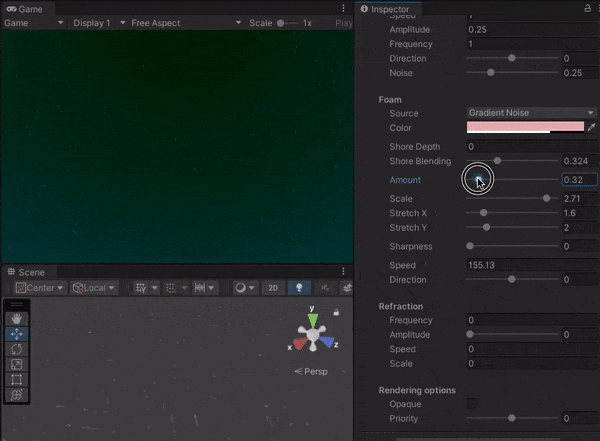 Game
Game Display 1 Free Aspect Scale 1x Play
Scene
Center Local 2D
y
x z
Persp
Inspector
Speed 1
Amplitude 0.25
Frequency 1
Direction 0
Noise 0.25
Foam
Source Gradient Noise
Color
Shore Depth 0
Shore Blending 0.324
Amount 0.32
Scale 2.71
Stretch X 1.6
Stretch Y 2
Sharpness 0
Speed 155.13
Direction 0
Refraction
Frequency 0
Amplitude 0
Speed 0
Scale 0
Rendering options
Opaque
Priority 0